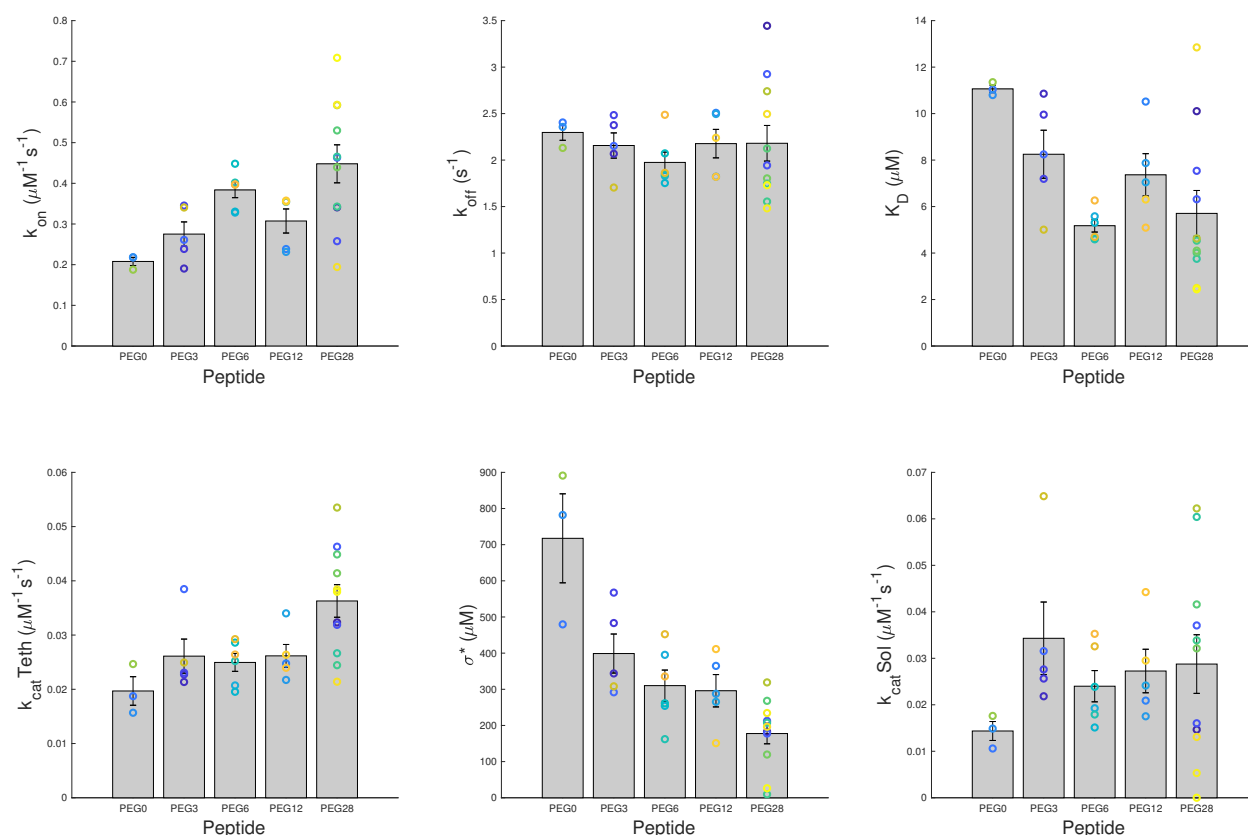 0.8
0.7
0.6
0.5
0.4
0.3
0.2
0.1
0
k_on (μM⁻¹ s⁻¹)
PEG0 PEG3 PEG6 PEG12 PEG28
Peptide
3.5
3
2.5
2
1.5
1
0.5
0
k_off (s⁻¹)
PEG0 PEG3 PEG6 PEG12 PEG28
Peptide
14
12
10
8
6
4
2
0
K_D (μM)
PEG0 PEG3 PEG6 PEG12 PEG28
Peptide
0.06
0.05
0.04
0.03
0.02
0.01
0
k_cat Teth (μM⁻¹ s⁻¹)
PEG0 PEG3 PEG6 PEG12 PEG28
Peptide
900
800
700
600
500
400
300
200
100
0
σ* (μM)
PEG0 PEG3 PEG6 PEG12 PEG28
Peptide
0.07
0.06
0.05
0.04
0.03
0.02
0.01
0
k_cat Sol (μM⁻¹ s⁻¹)
PEG0 PEG3 PEG6 PEG12 PEG28
Peptide